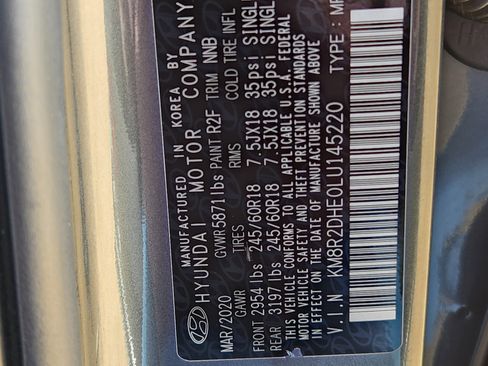 MANUFACTURED IN KOREA BY
HYUNDAI MOTOR COMPANY
MAR/2020 GVWR5871lbs PAINT R2F TRIM NNB
GAWR TIRES RIMS COLD TIRE INFL
FRONT 2954 lbs 245/60R18 7.5JX18 35psi SINGL
REAR 3197 lbs 245/60R18 7.5JX18 35psi SINGL
THIS VEHICLE CONFORMS TO ALL APPLICABLE U.S.A. FEDERAL
MOTOR VEHICLE SAFETY AND THEFT PREVENTION STANDARDS
IN EFFECT ON THE DATE OF MANUFACTURE SHOWN ABOVE
V.I.N KM8R2DHE0LU145220 TYPE : MP